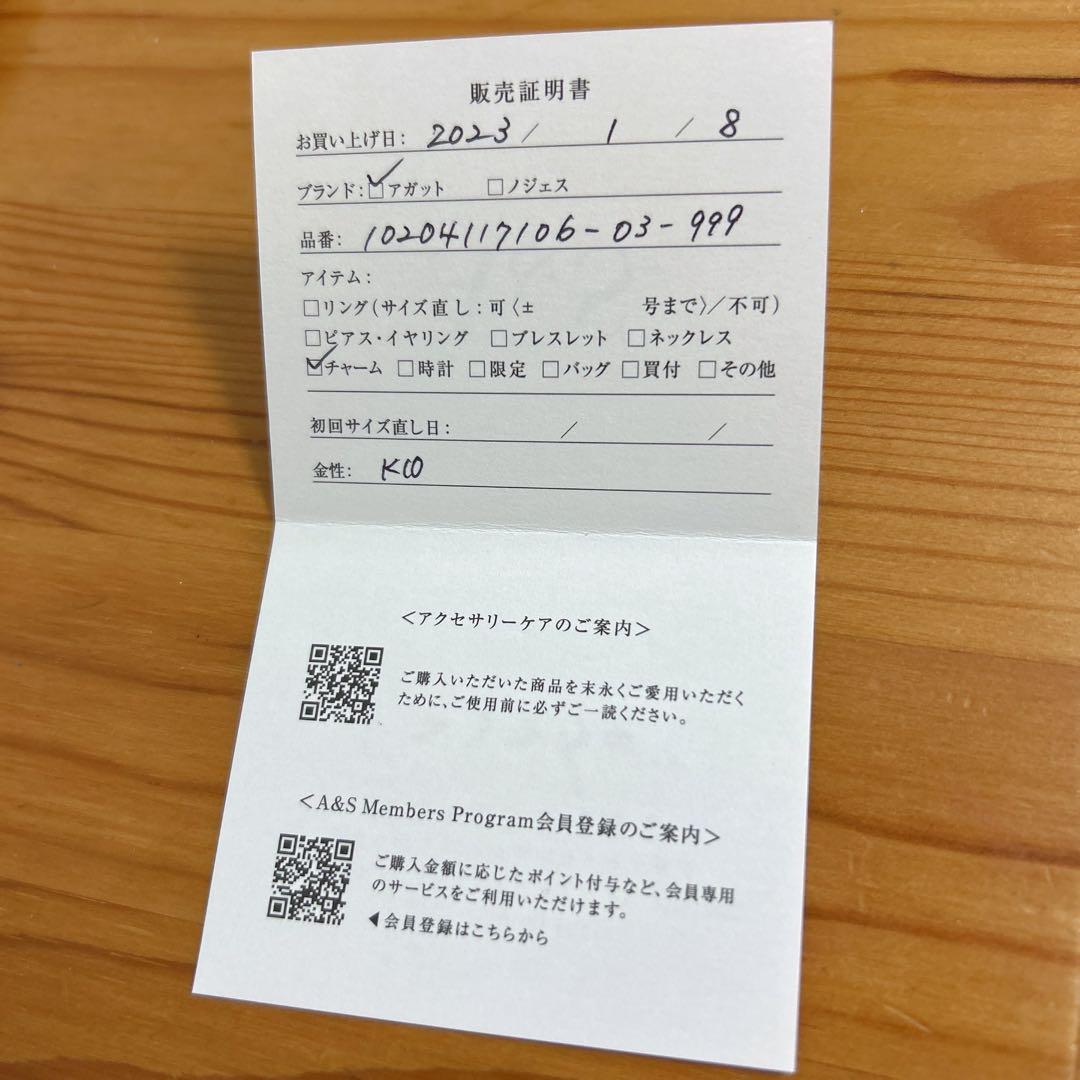 販売証明書
お買い上げ日: 2023 / 1 / 8
ブランド: ☑アガット □ノジェス
品番: 10204117106-03-999
アイテム:
□リング(サイズ直し:可〈± 号まで〉/不可)
□ピアス・イヤリング □ブレスレット □ネックレス
☑チャーム □時計 □限定 □バッグ □買付 □その他
初回サイズ直し日: / /
金性: K10
<アクセサリーケアのご案内>
ご購入いただいた商品を末永くご愛用いただく
ために、ご使用前に必ずご一読ください。
<A&S Members Program会員登録のご案内>
ご購入金額に応じたポイント付与など、会員専用
のサービスをご利用いただけます。
◀会員登録はこちらから